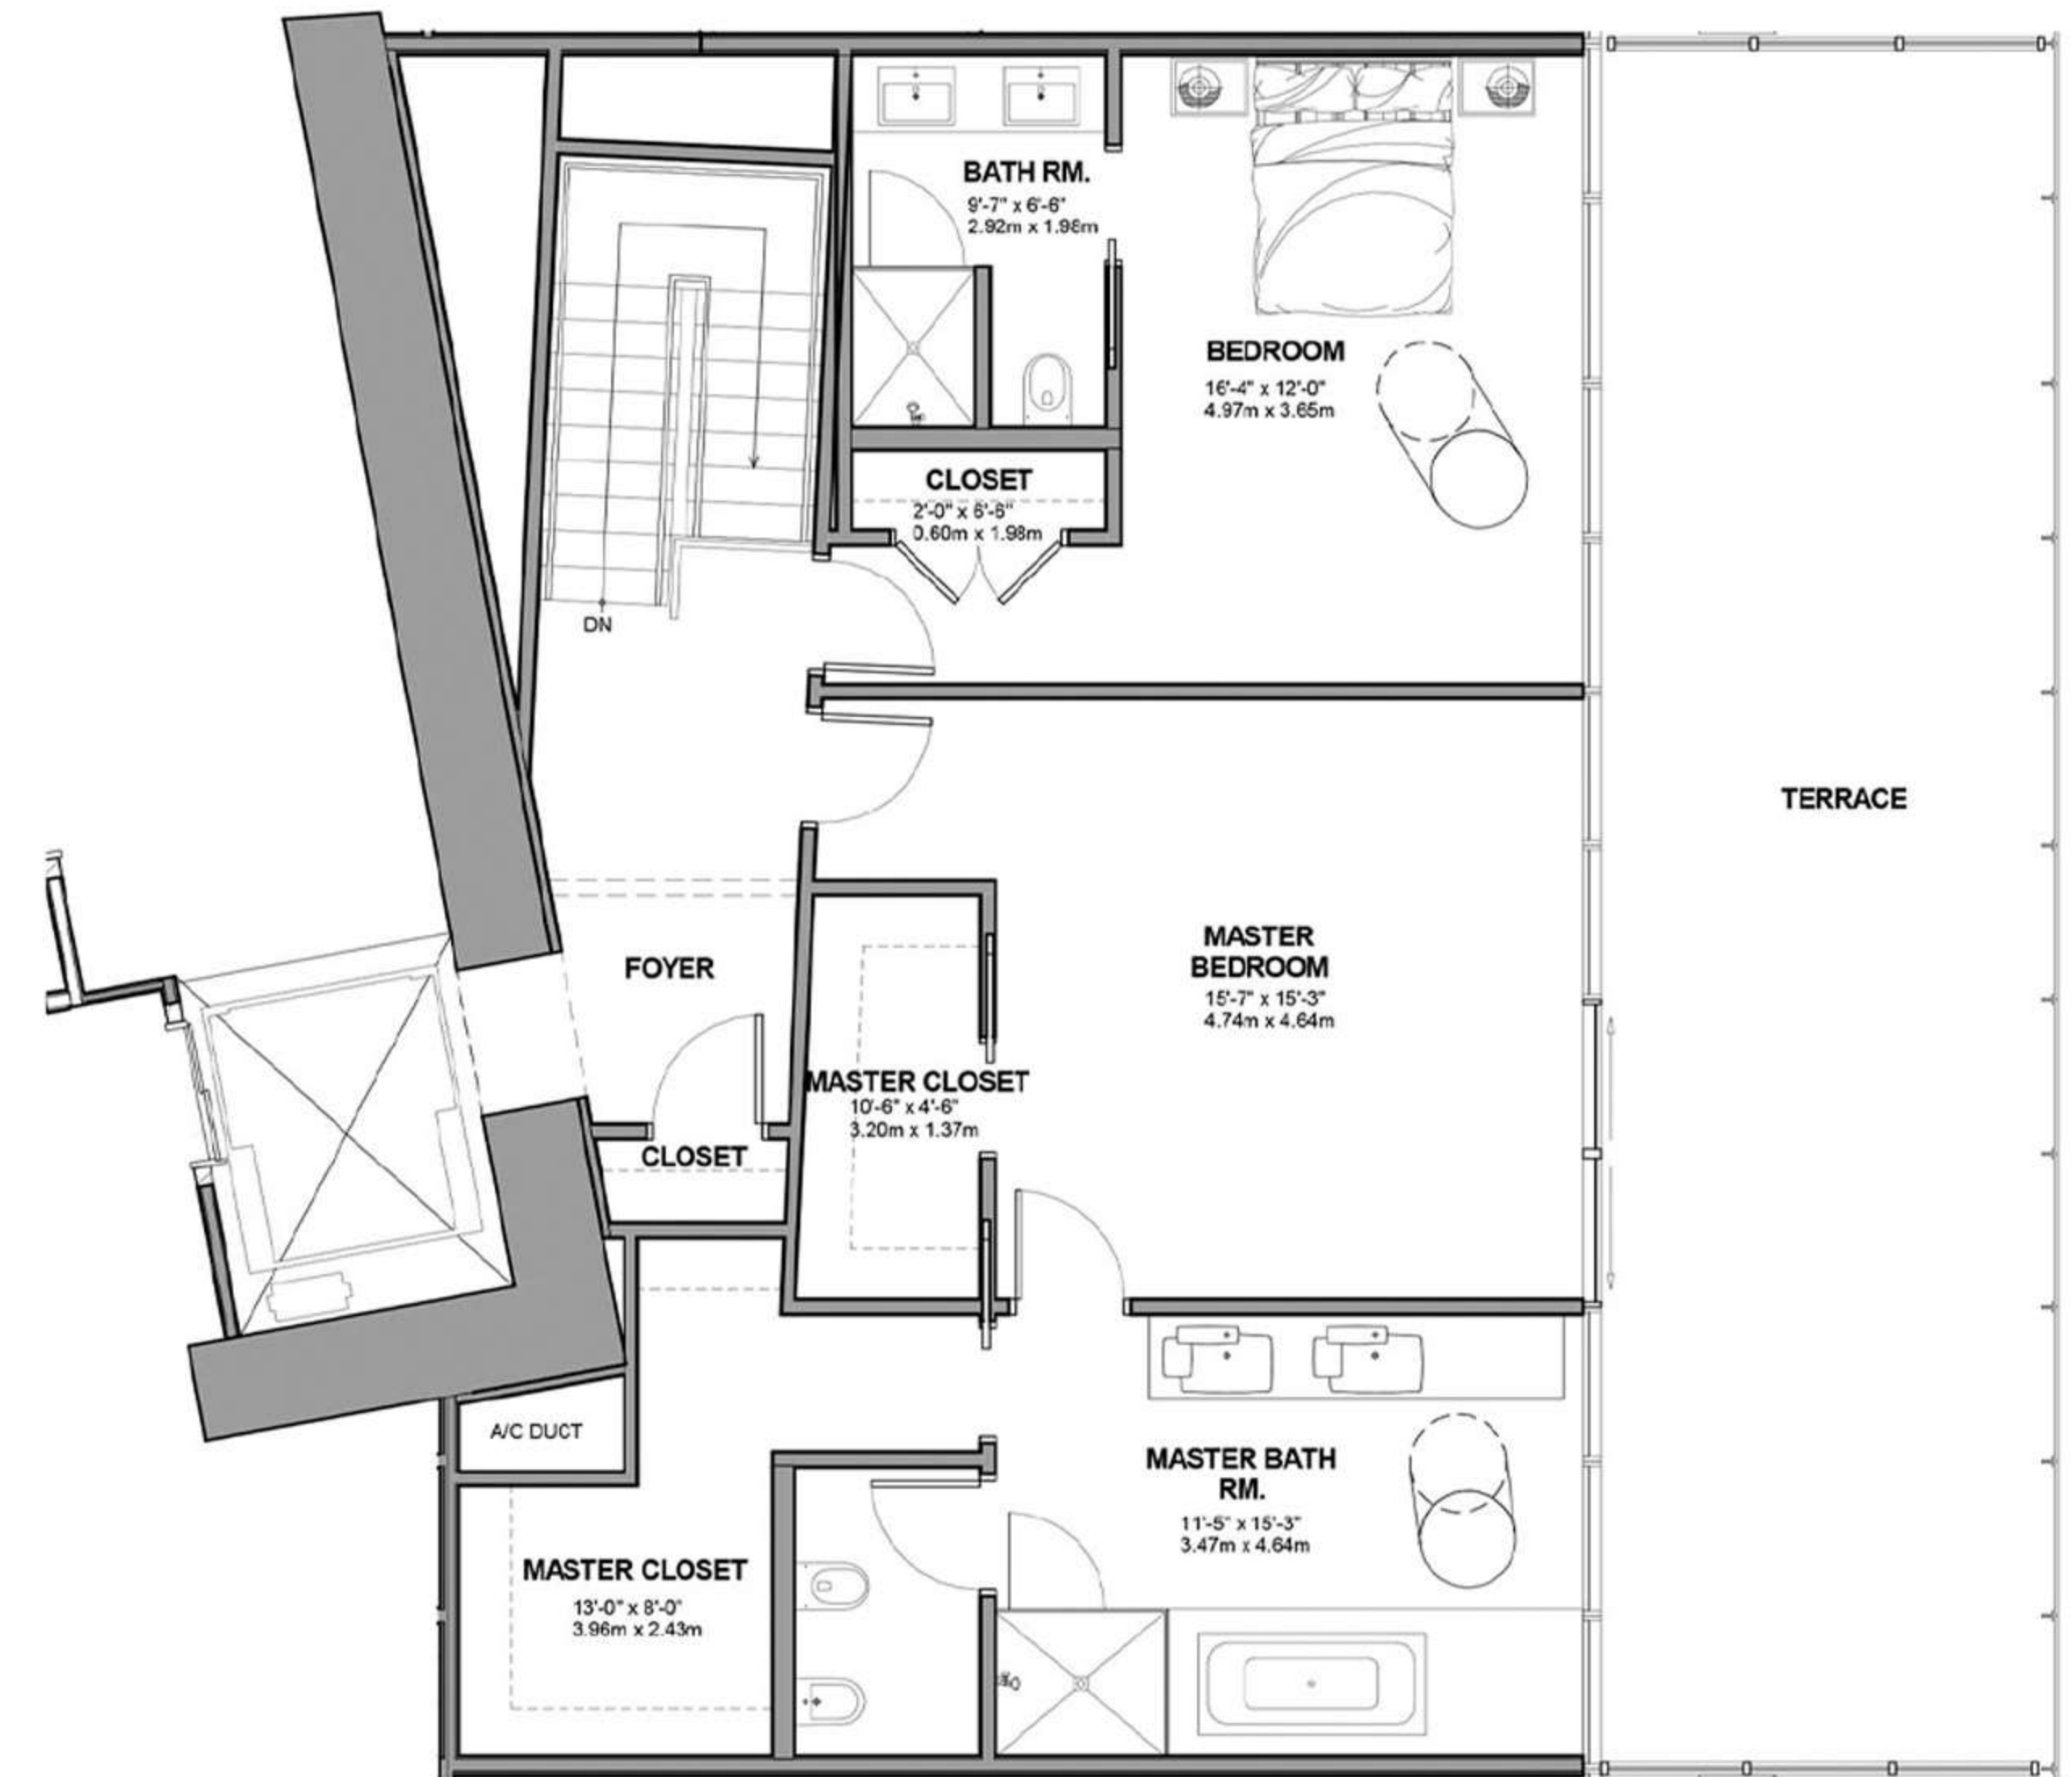 BATH RM.
9'-7" x 6'-6"
2.92m x 1.98m
BEDROOM
16'-4" x 12'-0"
4.97m x 3.65m
CLOSET
2'-0" x 6'-6"
0.60m x 1.98m
DN
TERRACE
MASTER
BEDROOM
15'-7" x 15'-3"
4.74m x 4.64m
FOYER
MASTER CLOSET
10'-6" x 4'-6"
3.20m x 1.37m
CLOSET
A/C DUCT
MASTER BATH
RM.
11'-5" x 15'-3"
3.47m x 4.64m
MASTER CLOSET
13'-0" x 8'-0"
3.96m x 2.43m